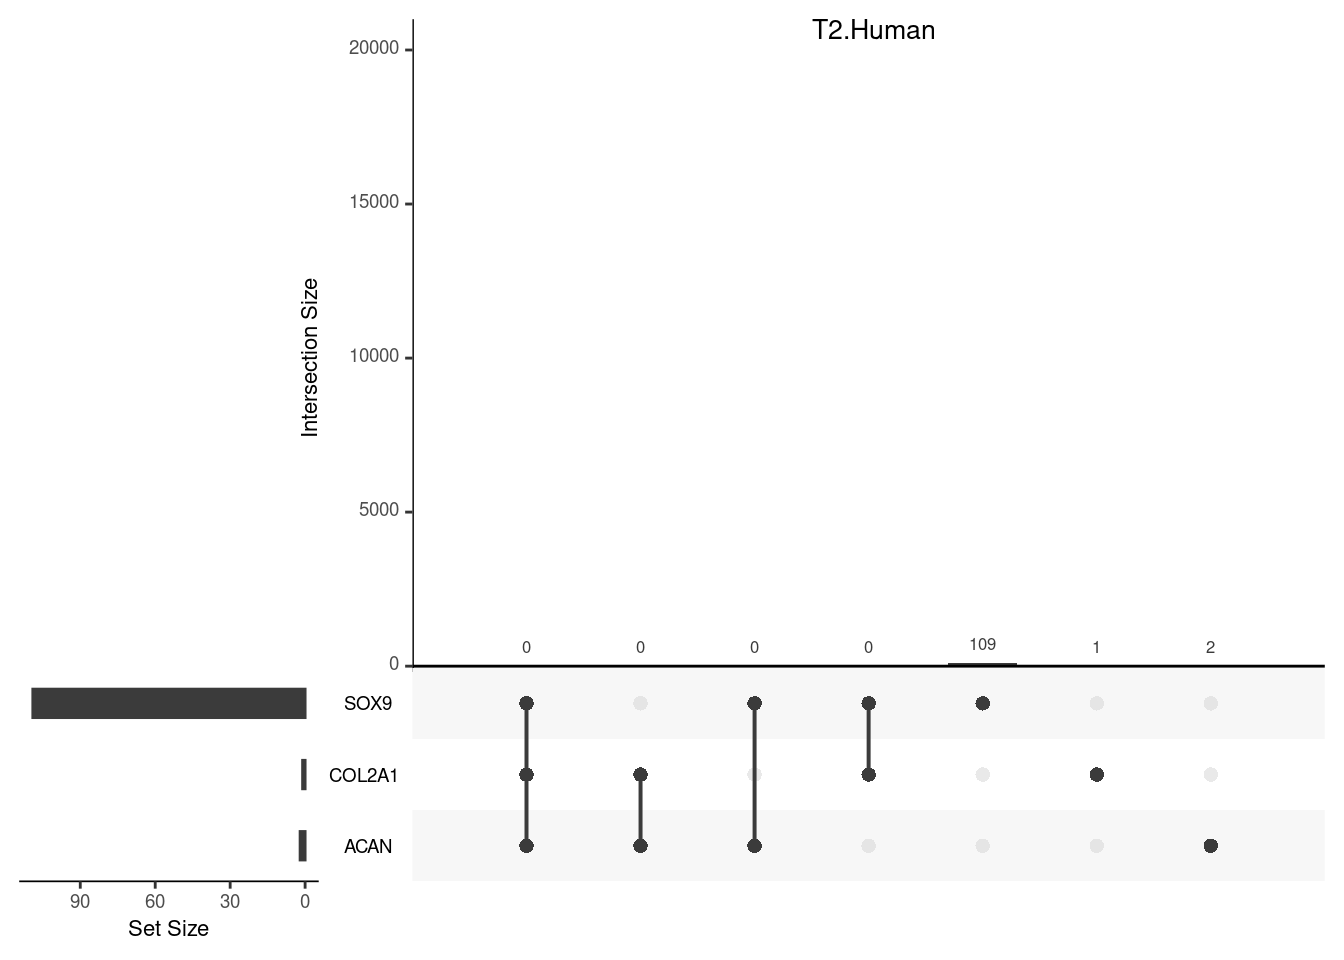 T2.Human
20000
15000
10000
5000
0
Intersection Size
0 0 0 0 109 1 2
SOX9
COL2A1
ACAN
90 60 30 0
Set Size